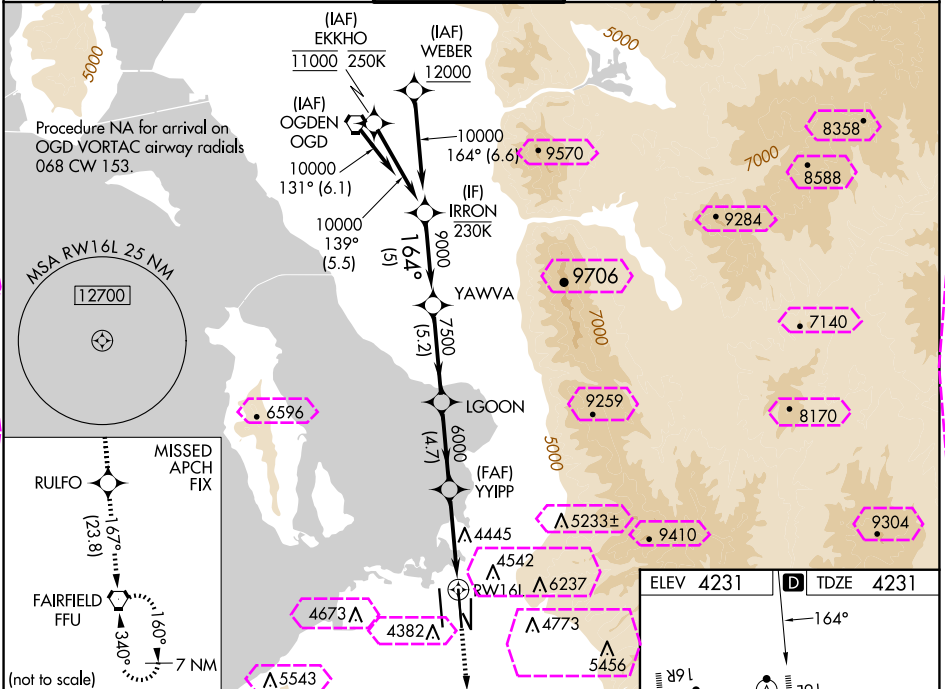 (IAF)
EKKHO
11000 250K
(IAF)
WEBER
12000
5000
5000
(IAF)
OGDEN
OGD
Procedure NA for arrival on
OGD VORTAC airway radials
068 CW 153.
10000
131° (6.1)
10000
164° (6.6)
10000
139°
(5.5)
(IF)
IRRON
230K
9570
8358
8588
7000
9284
9000
164°
(5)
MSA RW16L 25 NM
12700
YAWVA
9706
7000
7140
7500
(5.2)
LGOON
6596
9259
8170
6000
(4.7)
5000
(FAF)
YYIPP
MISSED
APCH
FIX
RULFO
167°
(23.8)
FAIRFIELD
FFU
340°
160°
7 NM
(not to scale)
4445
5233±
9410
9304
4542
6237
RW16L
4673
4382
4773
5456
5543
ELEV 4231
D
TDZE 4231
164°
16R